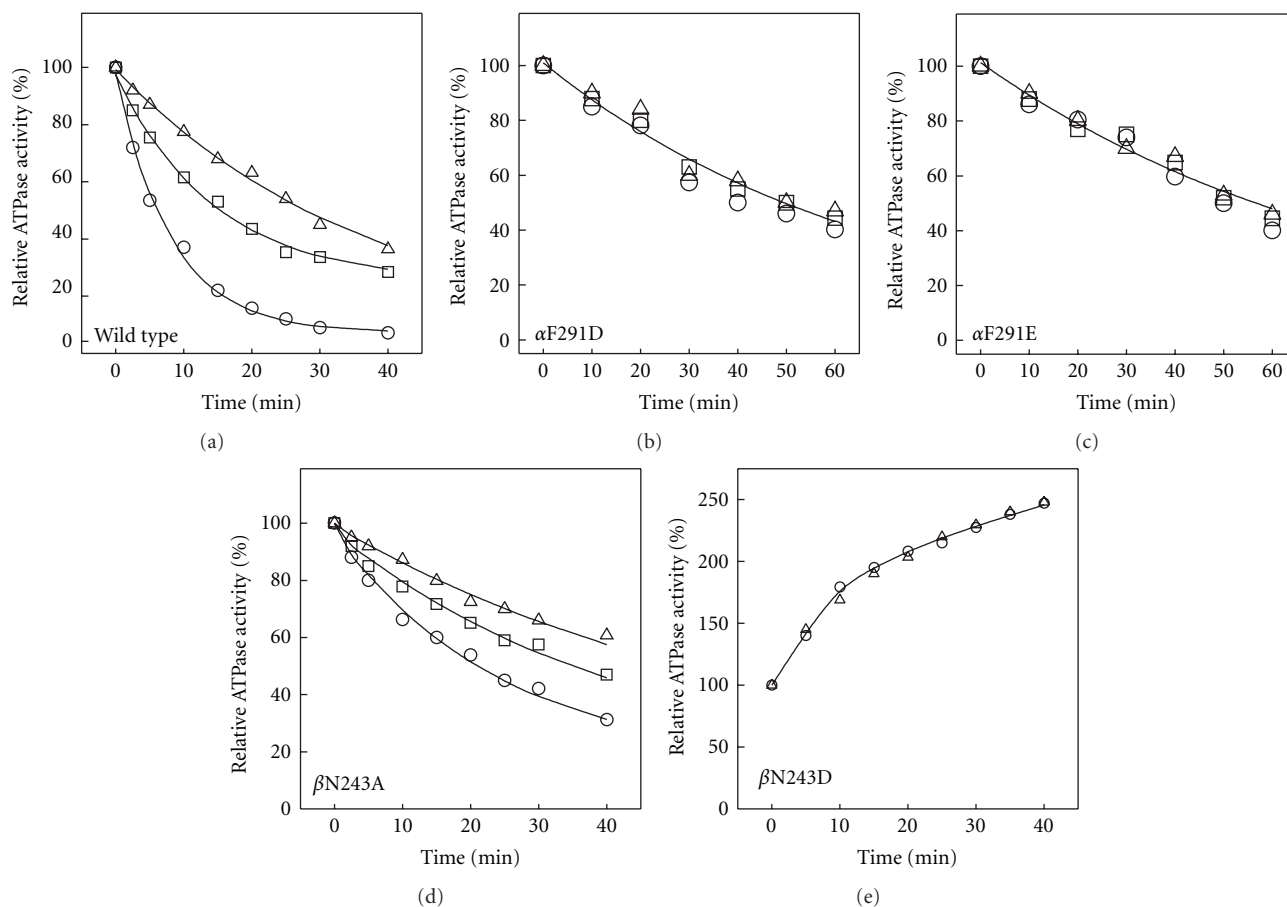 100
80
60
40
20
0
Relative ATPase activity (%)
Wild type
0 10 20 30 40
Time (min)
(a)
100
80
60
40
20
0
Relative ATPase activity (%)
αF291D
0 10 20 30 40 50 60
Time (min)
(b)
100
80
60
40
20
0
Relative ATPase activity (%)
αF291E
0 10 20 30 40 50 60
Time (min)
(c)
100
80
60
40
20
0
Relative ATPase activity (%)
βN243A
0 10 20 30 40
Time (min)
(d)
250
200
150
100
50
0
Relative ATPase activity (%)
βN243D
0 10 20 30 40
Time (min)
(e)